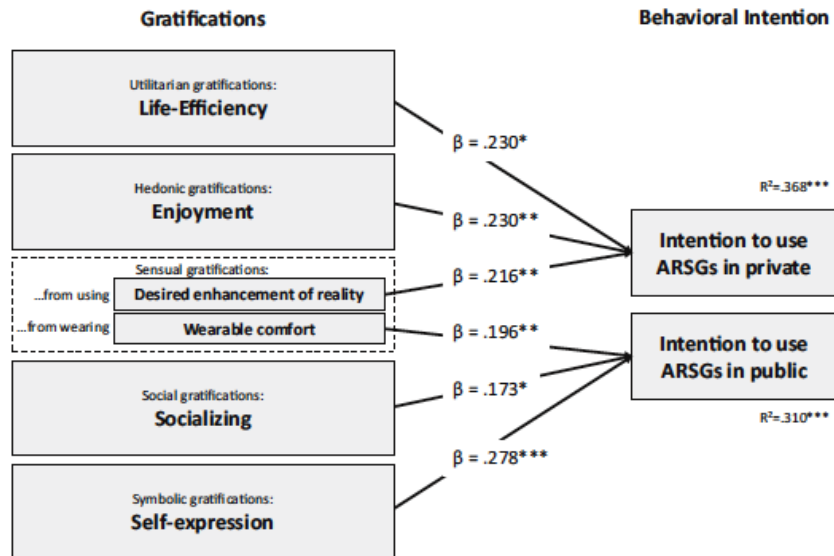 Gratifications
Behavioral Intention
Utilitarian gratifications:
Life-Efficiency
β = .230*
Hedonic gratifications:
Enjoyment
β = .230**
R²=.368***
Intention to use
ARSGs in private
Sensual gratifications:
...from using
Desired enhancement of reality
β = .216**
...from wearing
Wearable comfort
β = .196**
Intention to use
ARSGs in public
Social gratifications:
Socializing
β = .173*
R²=.310***
β = .278***
Symbolic gratifications:
Self-expression